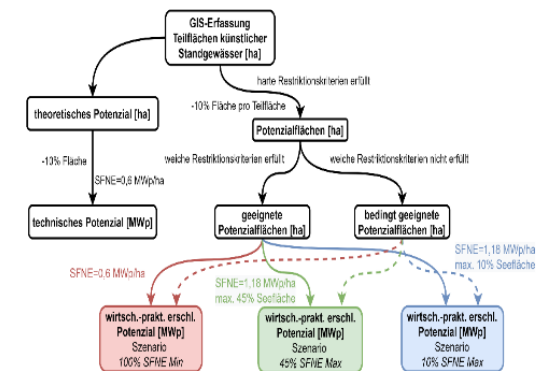 GIS-Erfassung
Teilflächen künstlicher
Standgewässer [ha]
harte Restriktionskriterien erfüllt
theoretisches Potenzial [ha]
-10% Fläche pro Teilfläche
Potenzialflächen [ha]
-10% Fläche
weiche Restriktionskriterien erfüllt
weiche Restriktionskriterien nicht erfüllt
SFNE=0,6 MWp/ha
technisches Potenzial [MWp]
geeignete
Potenzialflächen [ha]
bedingt geeignete
Potenzialflächen [ha]
SFNE=1,18 MWp/ha
max. 10% Seefläche
SFNE=0,6 MWp/ha
SFNE=1,18 MWp/ha
max. 45% Seefläche
wirtsch.-prakt. erschl.
Potenzial [MWp]
Szenario
100% SFNE Min
wirtsch.-prakt. erschl.
Potenzial [MWp]
Szenario
45% SFNE Max
wirtsch.-prakt. erschl.
Potenzial [MWp]
Szenario
10% SFNE Max